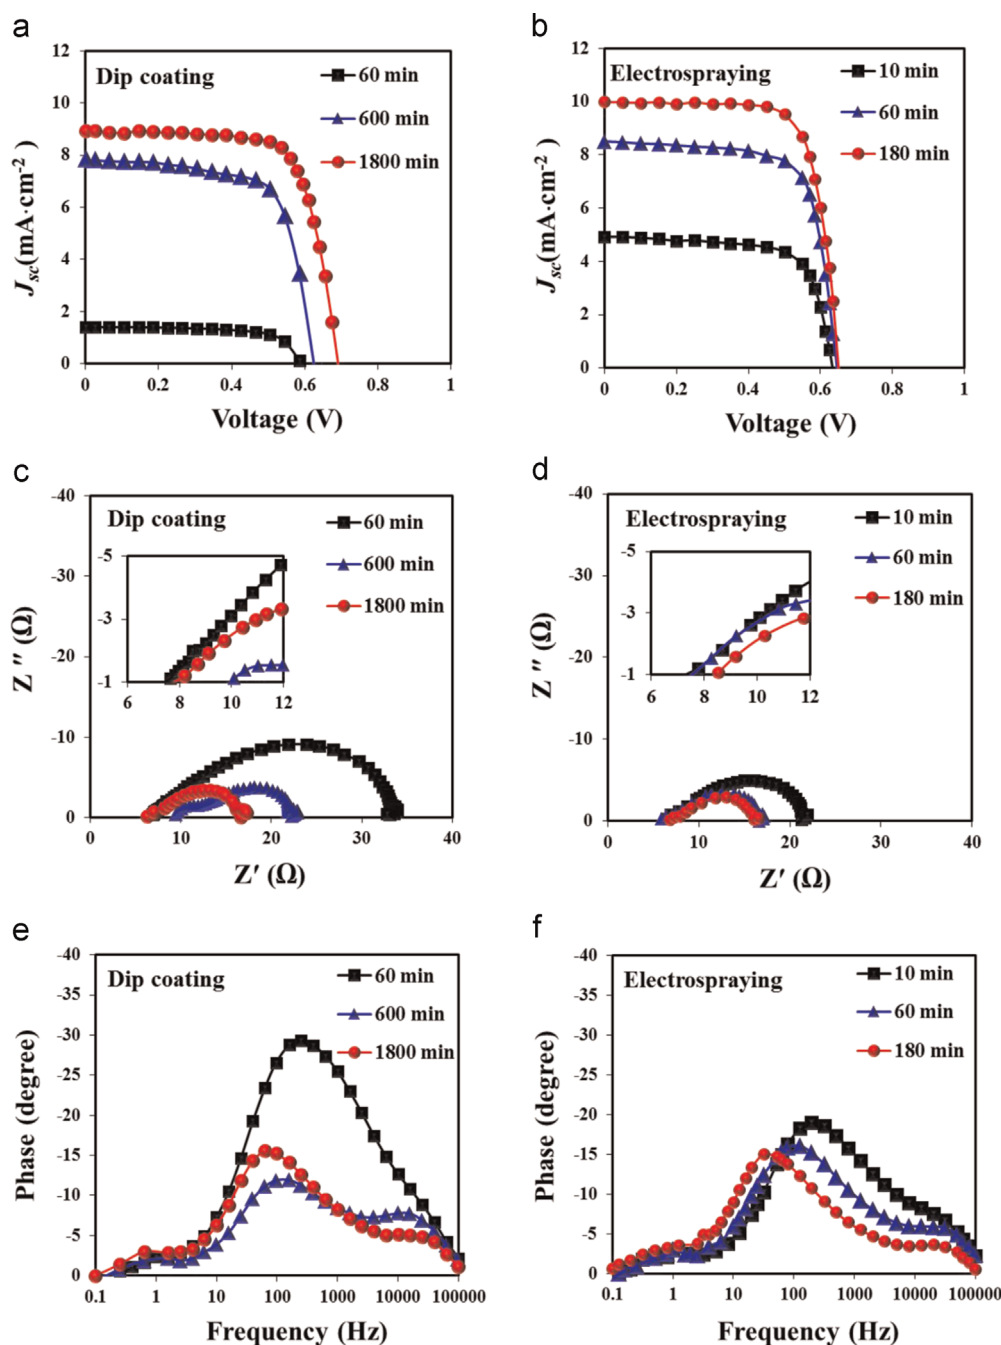 a
12
10
8
6
4
2
0
Dip coating
60 min
600 min
1800 min
Jsc(mA·cm-2)
0 0.2 0.4 0.6 0.8 1
Voltage (V)
b
12
10
8
6
4
2
0
Electrospraying
10 min
60 min
180 min
Jsc(mA·cm-2)
0 0.2 0.4 0.6 0.8 1
Voltage (V)
c
-40
-30
-20
-10
0
Dip coating
60 min
600 min
1800 min
-5
-3
-1
6 8 10 12
Z″ (Ω)
0 10 20 30 40
Z′ (Ω)
d
-40
-30
-20
-10
0
Electrospraying
10 min
60 min
180 min
-5
-3
-1
6 8 10 12
Z″ (Ω)
0 10 20 30 40
Z′ (Ω)
e
-40
-35
-30
-25
-20
-15
-10
-5
0
Dip coating
60 min
600 min
1800 min
Phase (degree)
0.1 1 10 100 1000 10000 100000
Frequency (Hz)
f
-40
-35
-30
-25
-20
-15
-10
-5
0
Electrospraying
10 min
60 min
180 min
Phase (degree)
0.1 1 10 100 1000 10000 100000
Frequency (Hz)